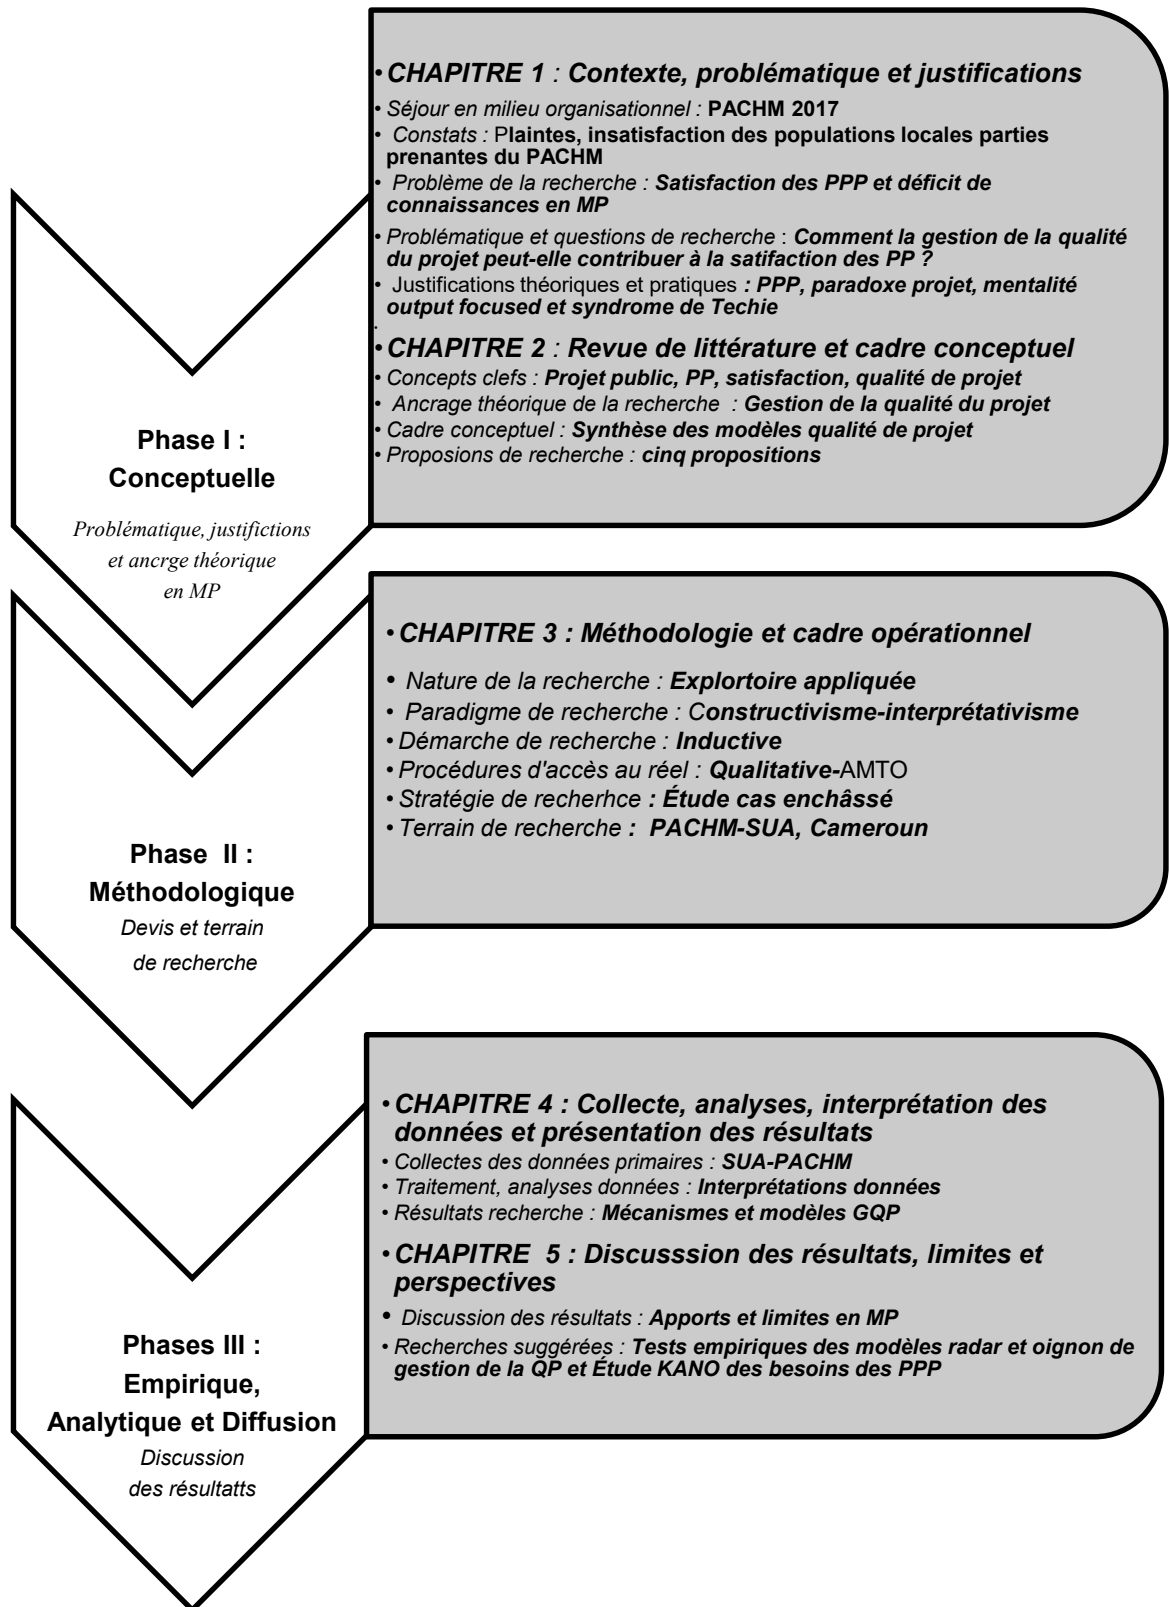 • CHAPITRE 1 : Contexte, problématique et justifications
• Séjour en milieu organisationnel : PACHM 2017
• Constats : Plaintes, insatisfaction des populations locales parties
prenantes du PACHM
• Problème de la recherche : Satisfaction des PPP et déficit de
connaissances en MP
• Problématique et questions de recherche : Comment la gestion de la qualité
du projet peut-elle contribuer à la satifaction des PP ?
• Justifications théoriques et pratiques : PPP, paradoxe projet, mentalité
output focused et syndrome de Techie
.
• CHAPITRE 2 : Revue de littérature et cadre conceptuel
• Concepts clefs : Projet public, PP, satisfaction, qualité de projet
• Ancrage théorique de la recherche : Gestion de la qualité du projet
• Cadre conceptuel : Synthèse des modèles qualité de projet
• Proposions de recherche : cinq propositions
Phase I :
Conceptuelle
Problématique, justifictions
et ancrge théorique
en MP
• CHAPITRE 3 : Méthodologie et cadre opérationnel
• Nature de la recherche : Explortoire appliquée
• Paradigme de recherche : Constructivisme-interprétativisme
• Démarche de recherche : Inductive
• Procédures d'accès au réel : Qualitative-AMTO
• Stratégie de recherhce : Étude cas enchâssé
• Terrain de recherche : PACHM-SUA, Cameroun
Phase II :
Méthodologique
Devis et terrain
de recherche
• CHAPITRE 4 : Collecte, analyses, interprétation des
données et présentation des résultats
• Collectes des données primaires : SUA-PACHM
• Traitement, analyses données : Interprétations données
• Résultats recherche : Mécanismes et modèles GQP
• CHAPITRE 5 : Discusssion des résultats, limites et
perspectives
• Discussion des résultats : Apports et limites en MP
• Recherches suggérées : Tests empiriques des modèles radar et oignon de
gestion de la QP et Étude KANO des besoins des PPP
Phases III :
Empirique,
Analytique et Diffusion
Discussion
des résultatts